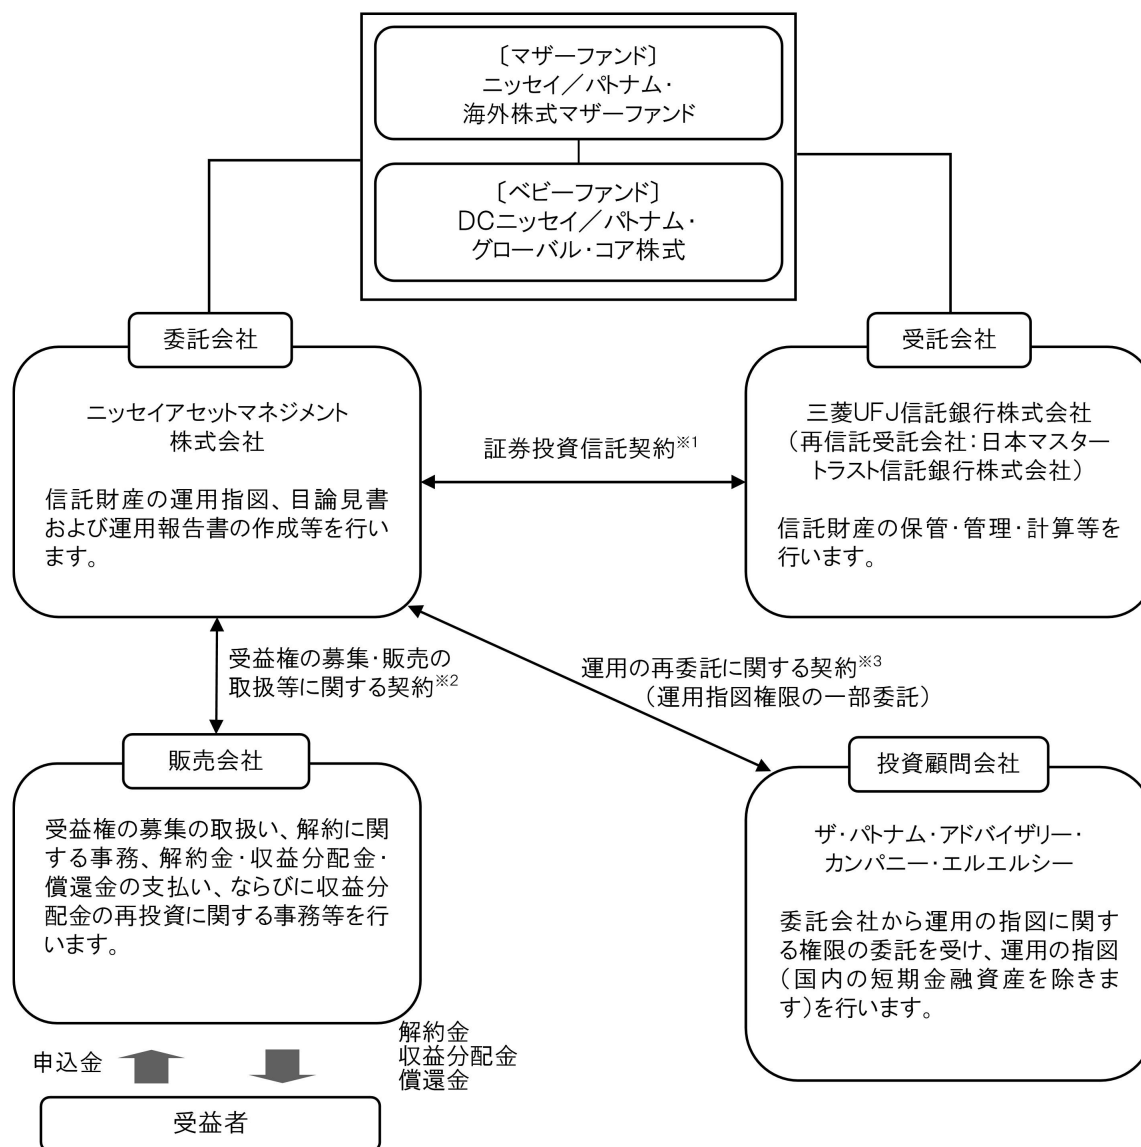 〔マザーファンド〕
ニッセイ／パトナム・
海外株式マザーファンド
〔ベビーファンド〕
DCニッセイ／パトナム・
グローバル・コア株式
委託会社
ニッセイアセットマネジメント
株式会社
信託財産の運用指図、目論見書
および運用報告書の作成等を行い
ます。
証券投資信託契約※1
受託会社
三菱UFJ信託銀行株式会社
（再信託受託会社：日本マスター
トラスト信託銀行株式会社）
信託財産の保管・管理・計算等を
行います。
受益権の募集・販売の
取扱等に関する契約※2
運用の再委託に関する契約※3
（運用指図権限の一部委託）
販売会社
受益権の募集の取扱い、解約に関
する事務、解約金・収益分配金・
償還金の支払い、ならびに収益分
配金の再投資に関する事務等を行
います。
投資顧問会社
ザ・パトナム・アドバイザリー・
カンパニー・エルエルシー
委託会社から運用の指図に関す
る権限の委託を受け、運用の指図
（国内の短期金融資産を除きま
す）を行います。
申込金
解約金
収益分配金
償還金
受益者